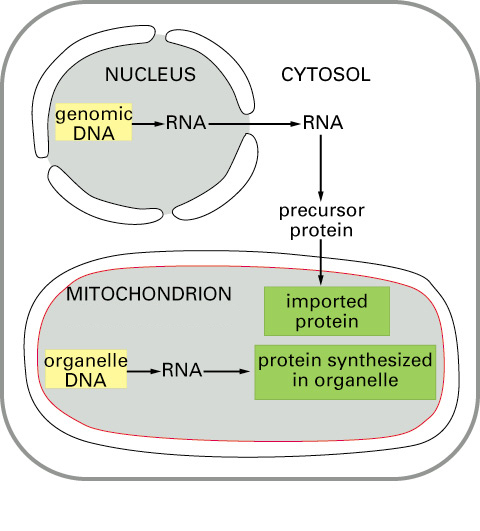 NUCLEUS
CYTOSOL
genomic
DNA
RNA
RNA
precursor
protein
MITOCHONDRION
imported
protein
organelle
DNA
RNA
protein synthesized
in organelle